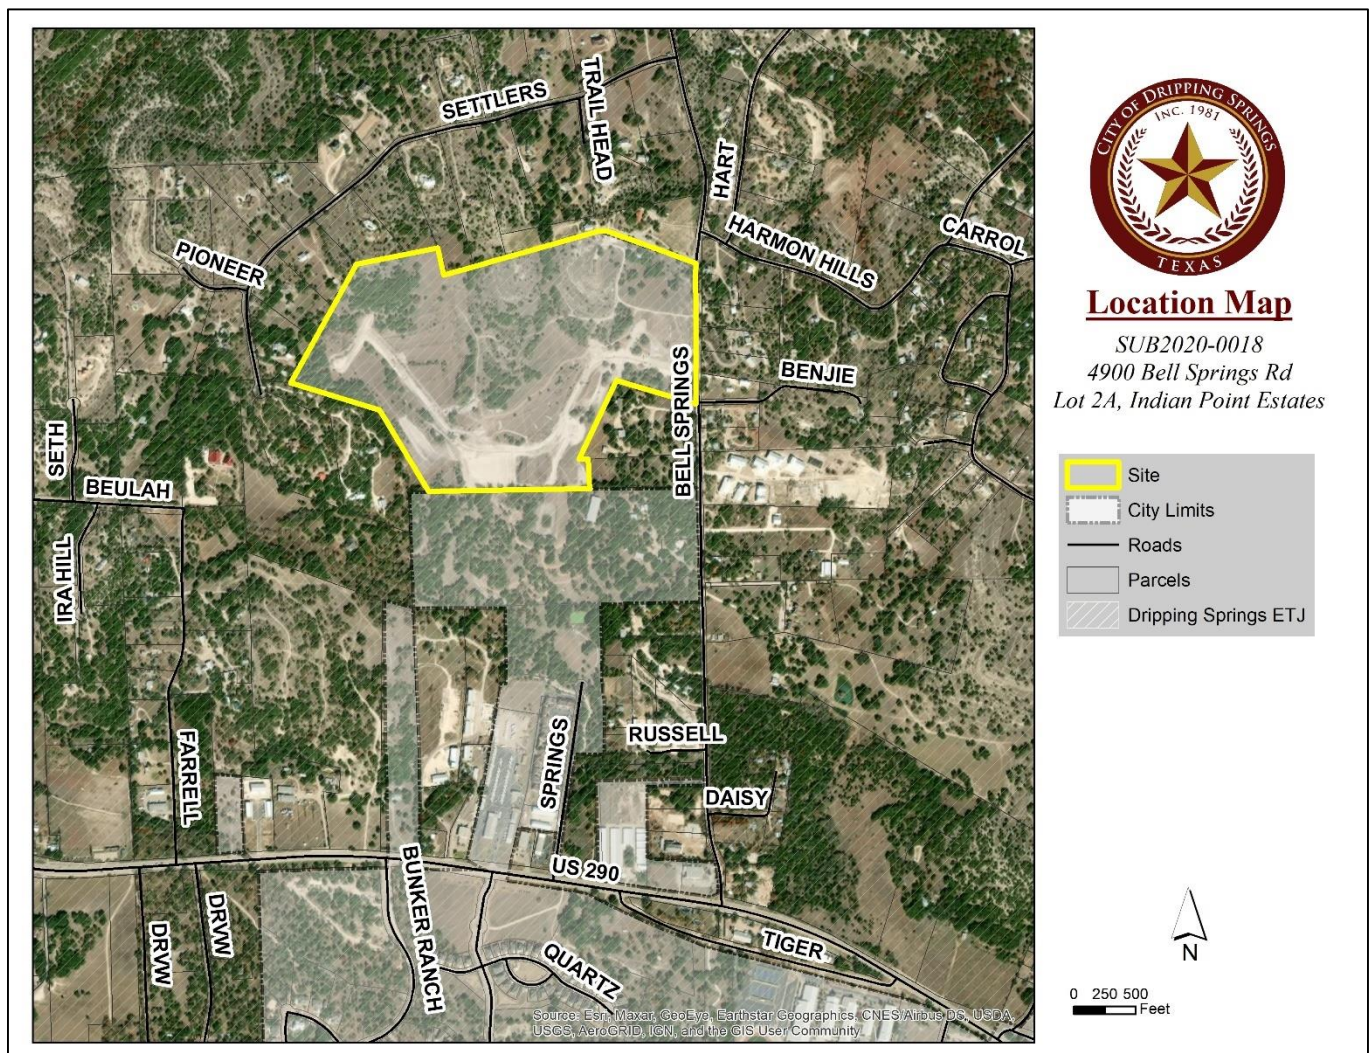 SETTLERS
TRAIL HEAD
HART
HARMON HILLS
CARROL
PIONEER
BELL SPRINGS
BENJIE
SETH
BEULAH
IRA HILL
FARRELL
SPRINGS
RUSSELL
DAISY
US 290
BUNKER RANCH
DRVW
DRVW
QUARTZ
TIGER
Source: Esri, Maxar, GeoEye, Earthstar Geographics, CNES/Airbus DS, USDA,
USGS, AeroGRID, IGN, and the GIS User Community
CITY OF DRIPPING SPRINGS
INC. 1981
TEXAS
Location Map
SUB2020-0018
4900 Bell Springs Rd
Lot 2A, Indian Point Estates
Site
City Limits
Roads
Parcels
Dripping Springs ETJ
N
0 250 500
Feet